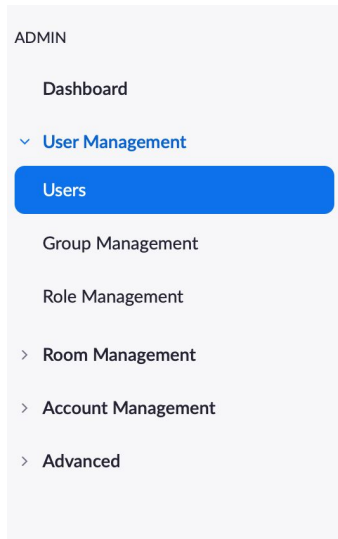 ADMIN
Dashboard
User Management
Users
Group Management
Role Management
Room Management
Account Management
Advanced